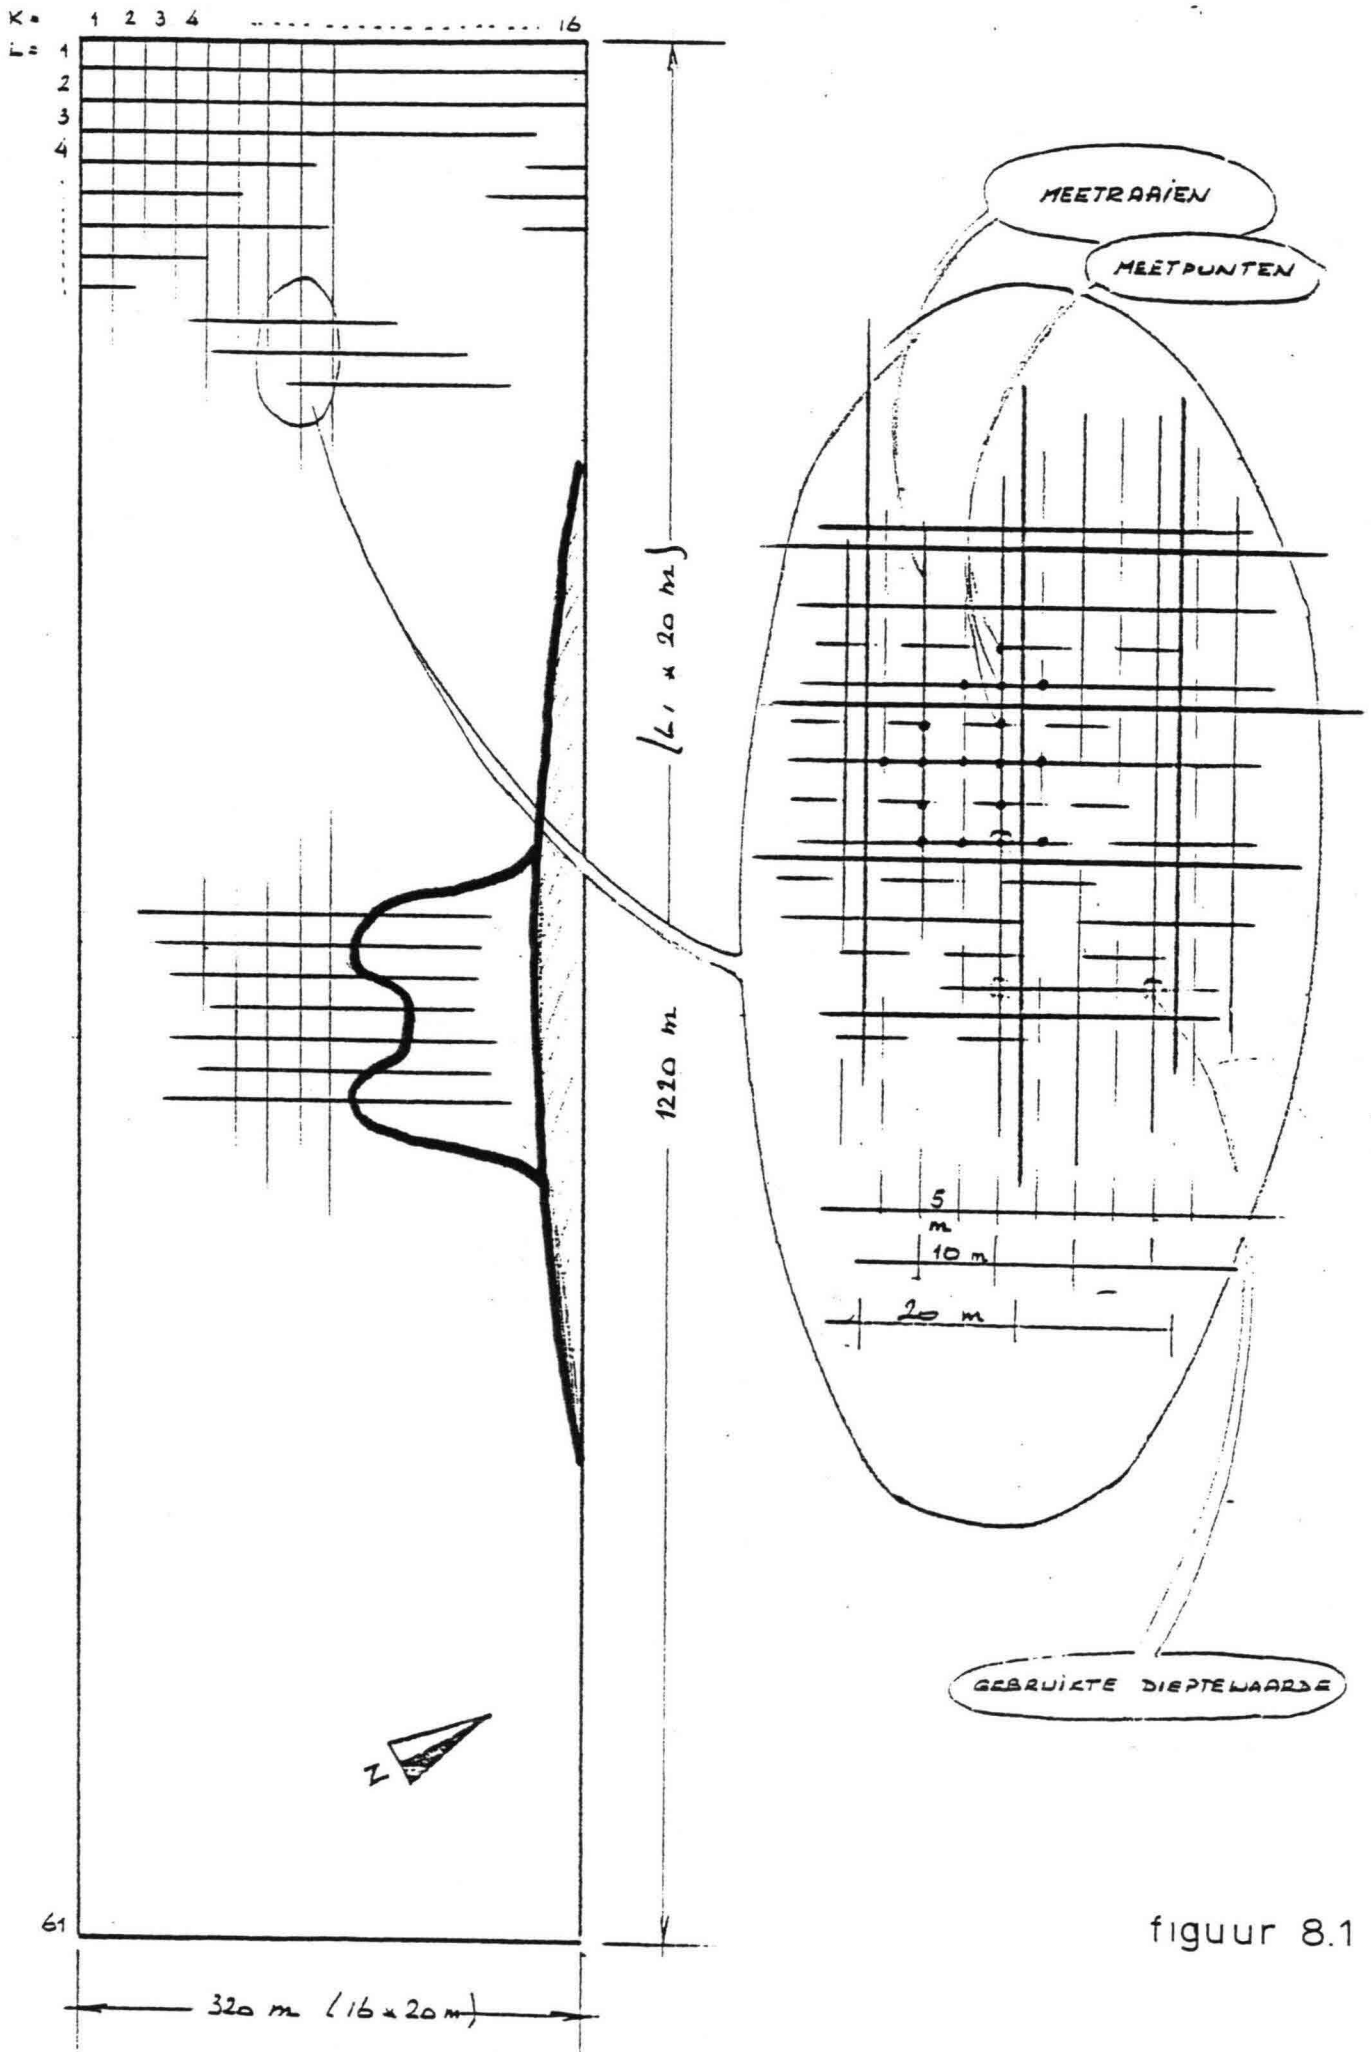 K= 1 2 3 4 ................ 16
L= 1
2
3
4
MEETRAAIEN
MEETPUNTEN
1220 m (61 x 20 m)
5
m
10 m
20 m
GEBRUIKTE DIEPTEWAARDE
N
61
320 m (16 x 20 m)
figuur 8.1